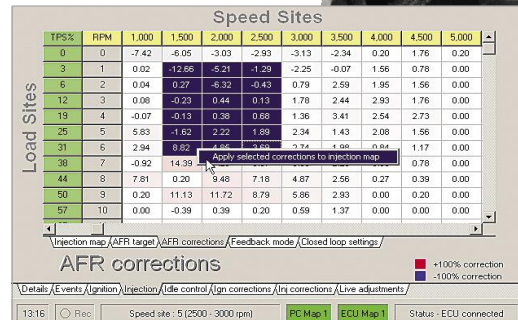 Speed Sites
TPS% RPM 1,000 1,500 2,000 2,500 3,000 3,500 4,000 4,500 5,000
0 0 -7.42 -6.05 -3.03 -2.93 -3.13 -2.34 0.20 1.76 0.20
3 1 0.02 -12.66 -5.21 -1.29 -2.25 -0.07 1.56 0.78 0.00
6 2 0.04 0.27 -6.32 -0.43 0.79 2.59 1.95 1.56 0.00
12 3 0.08 -0.23 0.44 0.13 1.78 2.44 2.93 1.76 0.00
19 4 -0.07 -0.13 0.38 0.68 1.36 3.41 2.54 2.73 0.00
25 5 5.83 -1.62 2.22 1.89 2.34 1.43 2.08 1.56 0.00
31 6 2.94 8.82 4.85 3.69 2.74 1.98 0.84 1.17 0.00
Apply selected corrections to injection map
38 7 -0.92 14.39 0.78 0.00
44 8 7.81 0.20 9.48 7.18 4.87 2.56 0.27 0.39 0.00
50 9 0.20 11.13 11.72 8.79 5.86 2.93 0.00 0.20 0.00
57 10 0.00 -0.39 0.39 0.20 0.59 1.37 0.00 0.00 0.00
Load Sites
Injection map AFR target AFR corrections Feedback mode Closed loop settings
AFR corrections
+100% correction
-100% correction
Details Events Ignition Injection Idle control Ign corrections Inj corrections Live adjustments
13:16 Rec Speed site : 5 (2500 - 3000 rpm) PC Map 1 ECU Map 1 Status - ECU connected